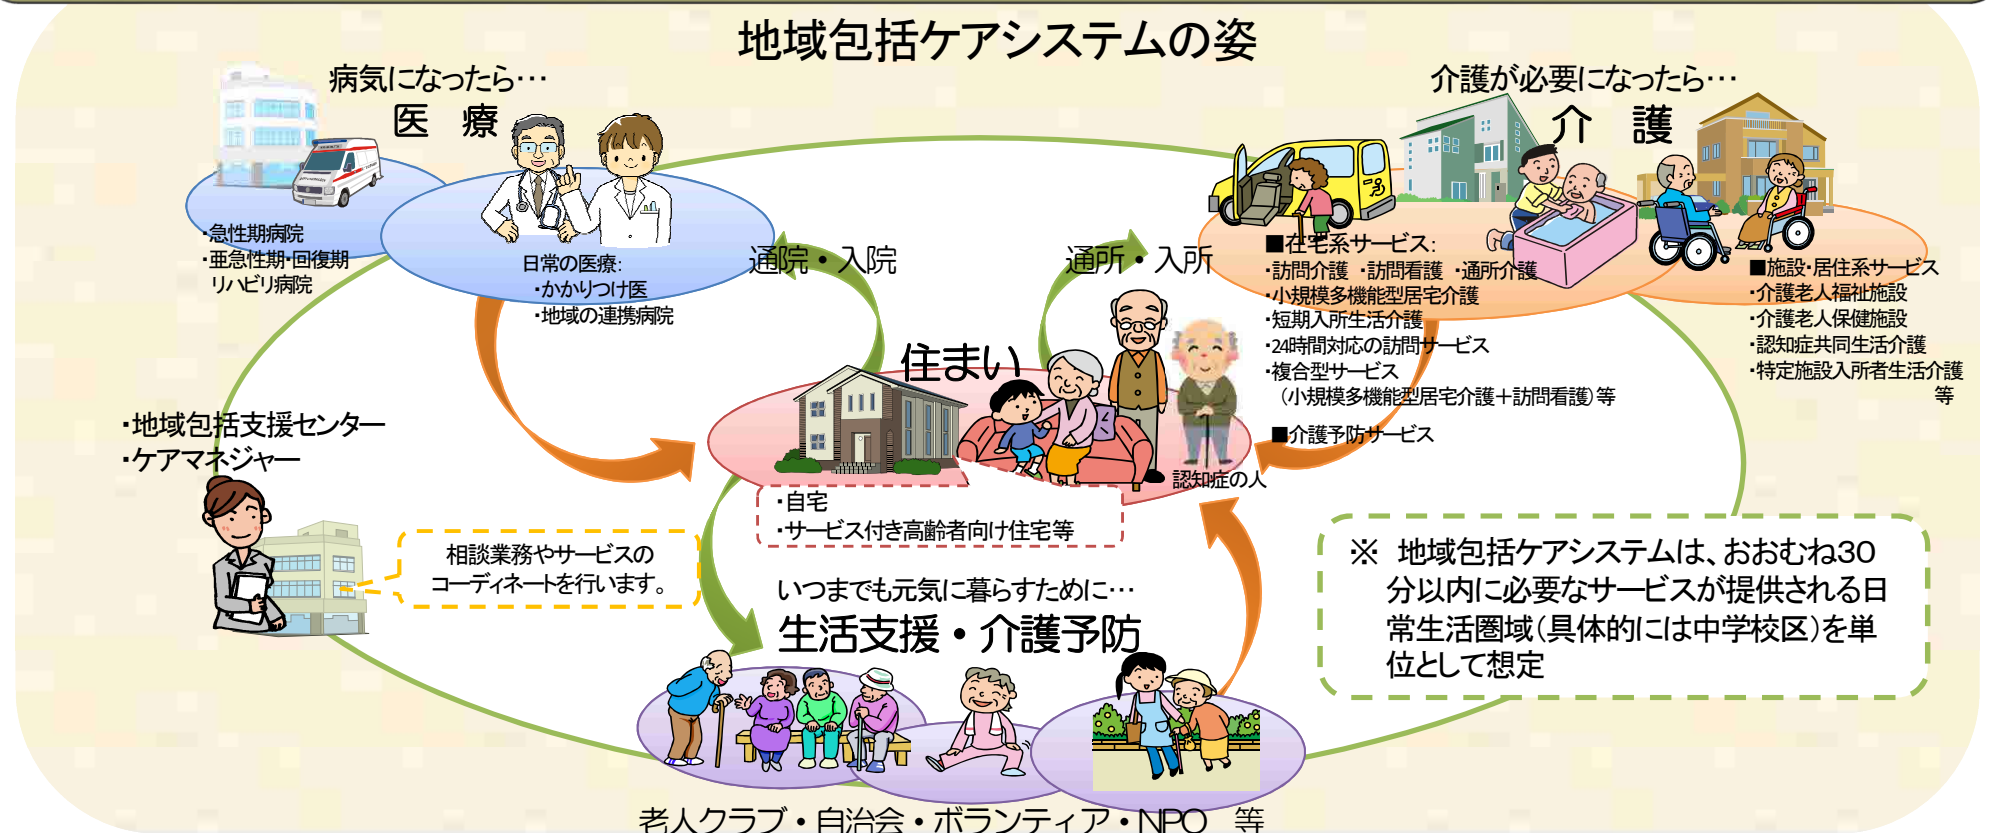 地域包括ケアシステムの姿
病気になったら…
医　療
・急性期病院
・亜急性期・回復期
リハビリ病院
日常の医療:
・かかりつけ医
・地域の連携病院
通院・入院
通所・入所
介護が必要になったら…
介　護
■在宅系サービス:
・訪問介護 ・訪問看護 ・通所介護
・小規模多機能型居宅介護
・短期入所生活介護
・24時間対応の訪問サービス
・複合型サービス
（小規模多機能型居宅介護＋訪問看護）等
■介護予防サービス
■施設・居住系サービス
・介護老人福祉施設
・介護老人保健施設
・認知症共同生活介護
・特定施設入所者生活介護
等
住まい
認知症の人
・自宅
・サービス付き高齢者向け住宅等
・地域包括支援センター
・ケアマネジャー
相談業務やサービスの
コーディネートを行います。
いつまでも元気に暮らすために…
生活支援・介護予防
老人クラブ・自治会・ボランティア・NPO　等
※　地域包括ケアシステムは、おおむね30
分以内に必要なサービスが提供される日
常生活圏域（具体的には中学校区）を単
位として想定